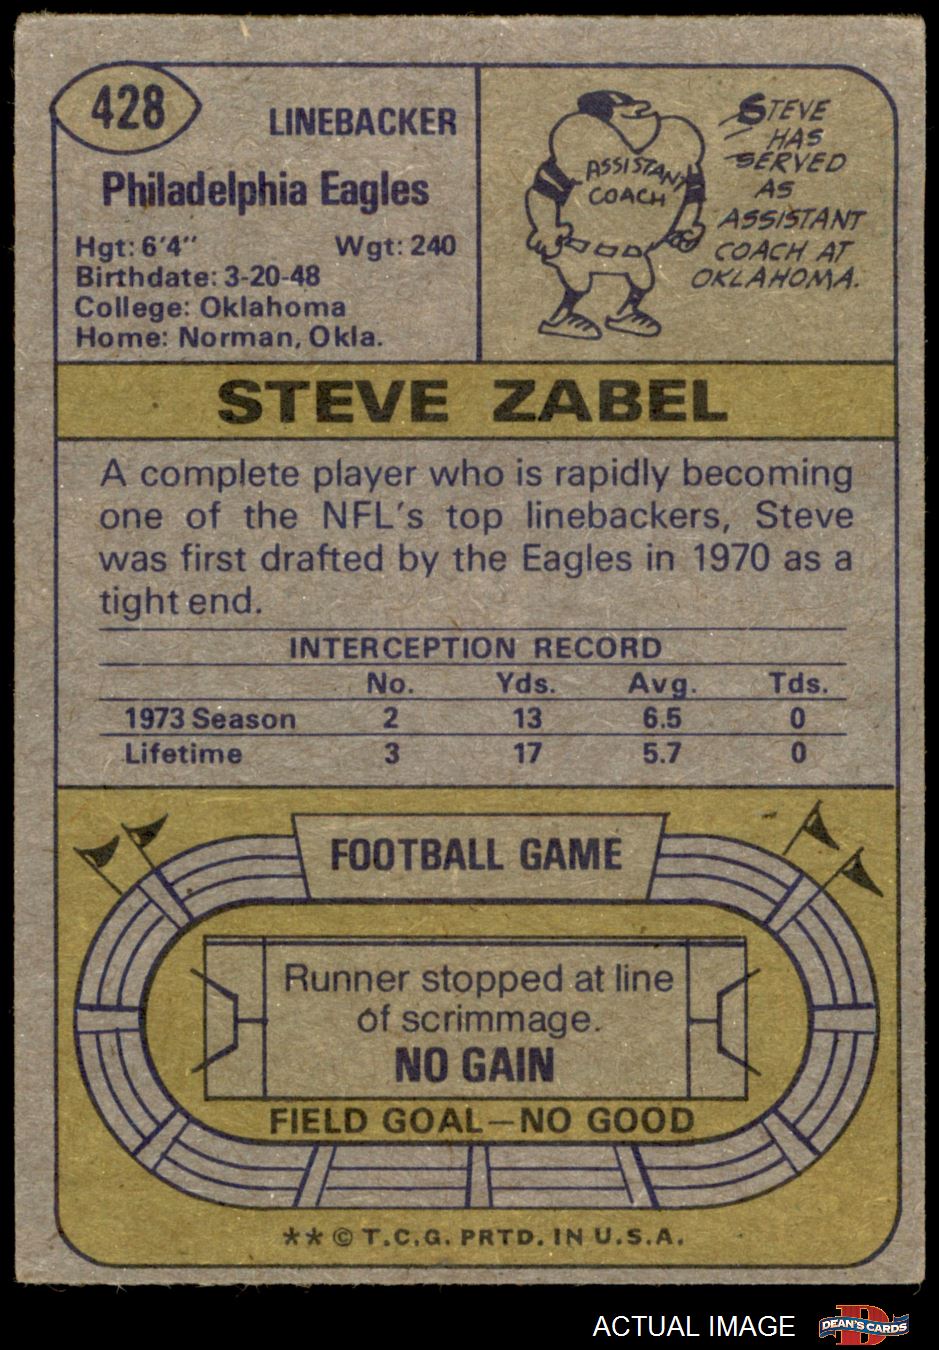 428
LINEBACKER
Philadelphia Eagles
Hgt: 6'4" Wgt: 240
Birthdate: 3-20-48
College: Oklahoma
Home: Norman, Okla.
ASSISTANT
COACH
STEVE
HAS
SERVED
AS
ASSISTANT
COACH AT
OKLAHOMA.
STEVE ZABEL
A complete player who is rapidly becoming
one of the NFL's top linebackers, Steve
was first drafted by the Eagles in 1970 as a
tight end.
INTERCEPTION RECORD
No. Yds. Avg. Tds.
1973 Season 2 13 6.5 0
Lifetime 3 17 5.7 0
FOOTBALL GAME
Runner stopped at line
of scrimmage.
NO GAIN
FIELD GOAL—NO GOOD
**© T.C.G. PRTD. IN U.S.A.
ACTUAL IMAGE
DEAN'S CARDS